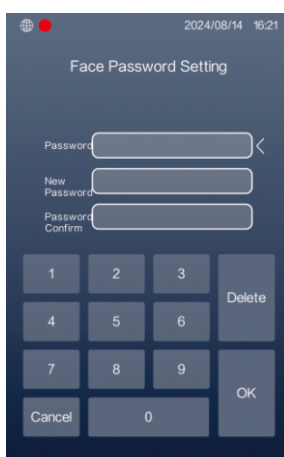 2024/08/14 16:21
Face Password Setting
Password
<
New
Password
Password
Confirm
1 2 3
Delete
4 5 6
7 8 9
OK
Cancel 0